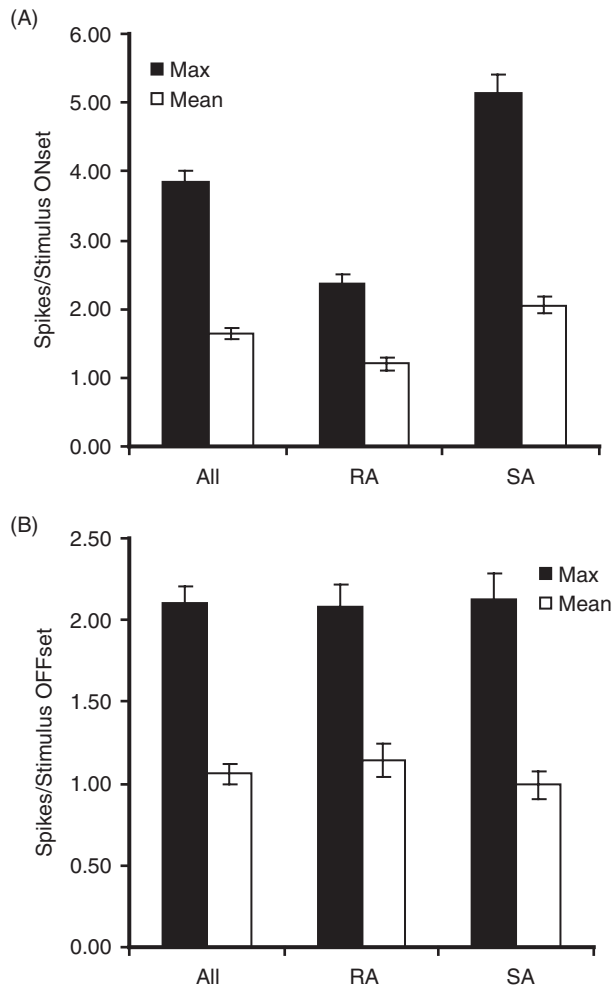 (A)
6.00
5.00
4.00
3.00
2.00
1.00
0.00
Spikes/Stimulus ONset
Max
Mean
All RA SA
(B)
2.50
2.00
1.50
1.00
0.50
0.00
Spikes/Stimulus OFFset
Max
Mean
All RA SA